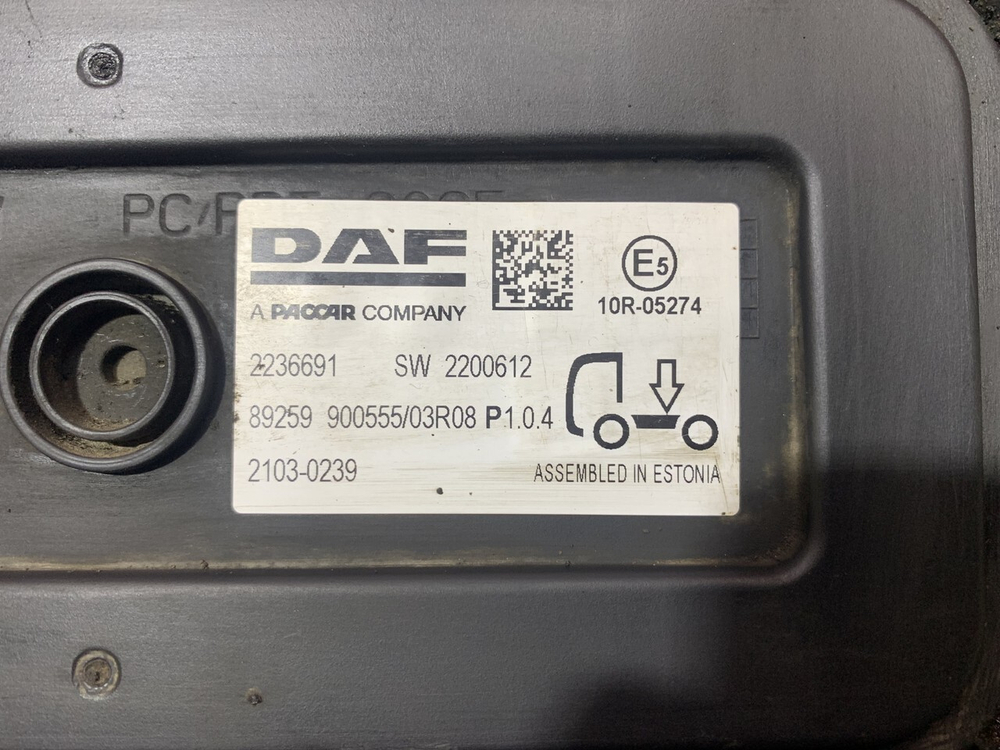 DAF
A PACCAR COMPANY
E5
10R-05274
2236691 SW 2200612
89259 900555/03R08 P1.0.4
2103-0239
ASSEMBLED IN ESTONIA